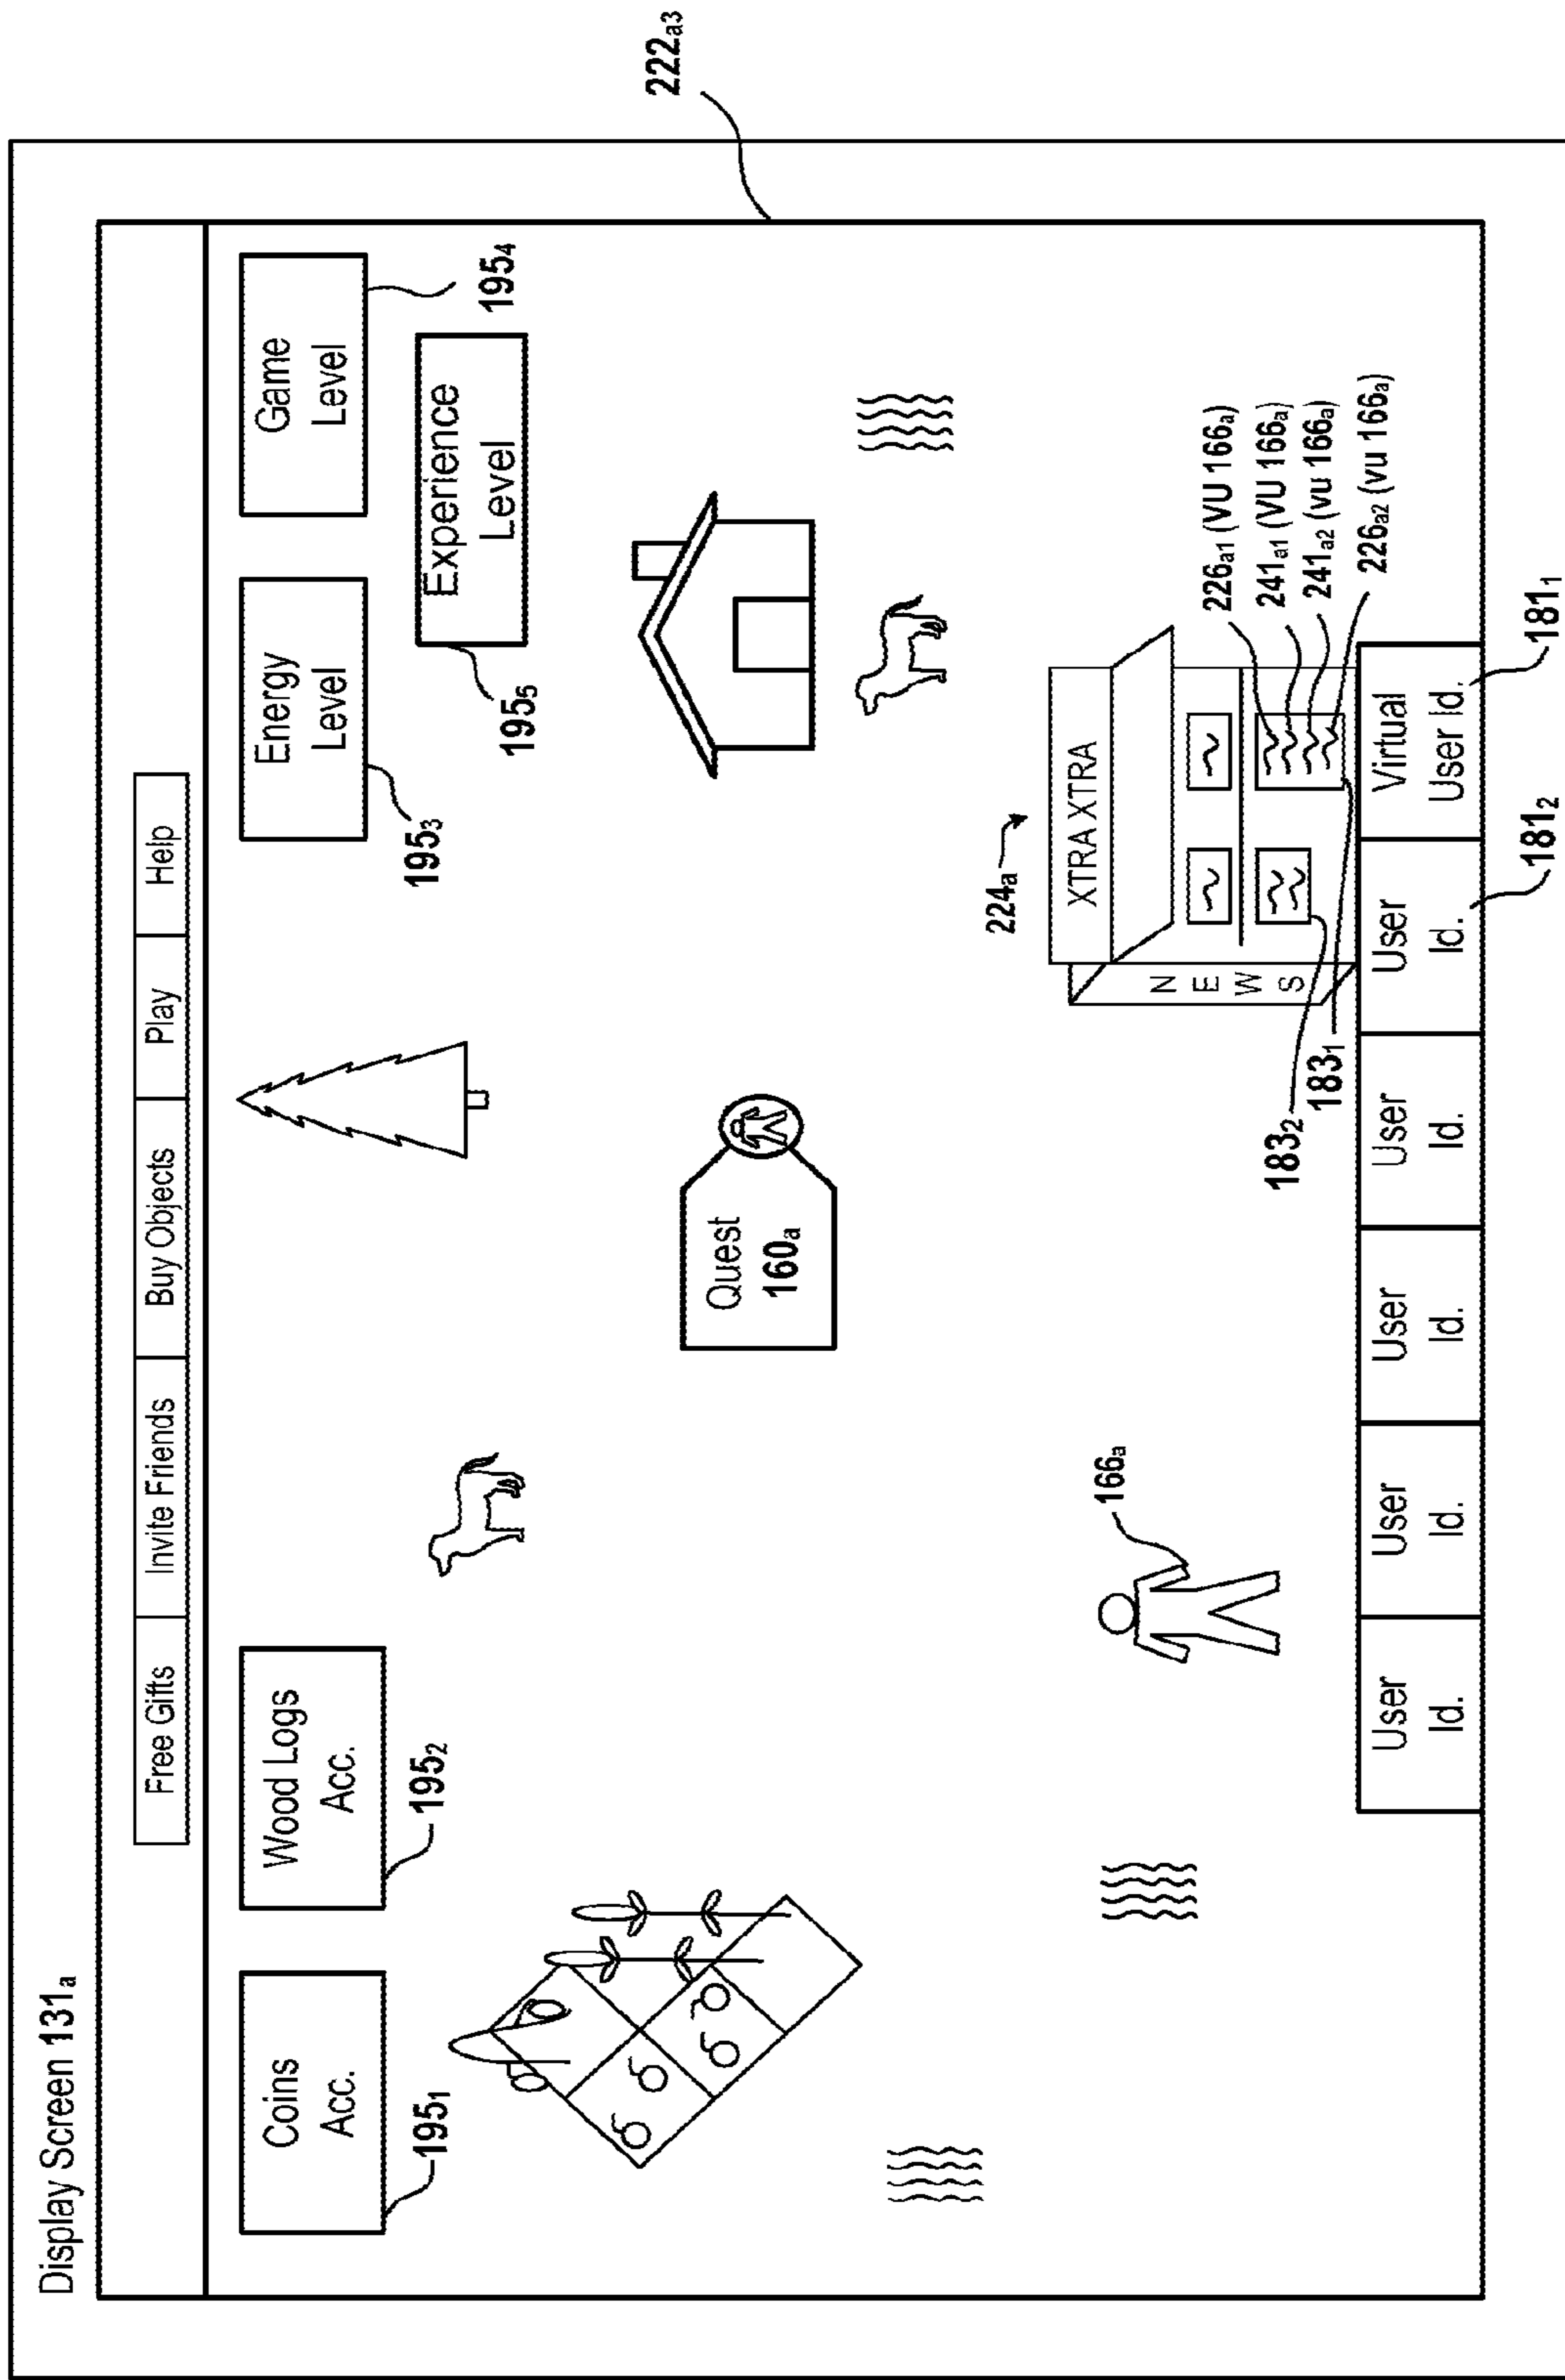 Display Screen 131a
222a3
Free Gifts
Invite Friends
Buy Objects
Play
Help
Coins
Acc.
1951
Wood Logs
Acc.
1952
Energy
Level
1953
Game
Level
1954
Experience
Level
1955
Quest
160a
166a
224a
XTRA XTRA
N
E
W
S
226a1 (VU 166a)
241a1 (VU 166a)
241a2 (vu 166a)
226a2 (vu 166a)
1832
1831
User
Id.
User
Id.
User
Id.
User
Id.
User
Id.
Virtual
User Id.
1812
1811